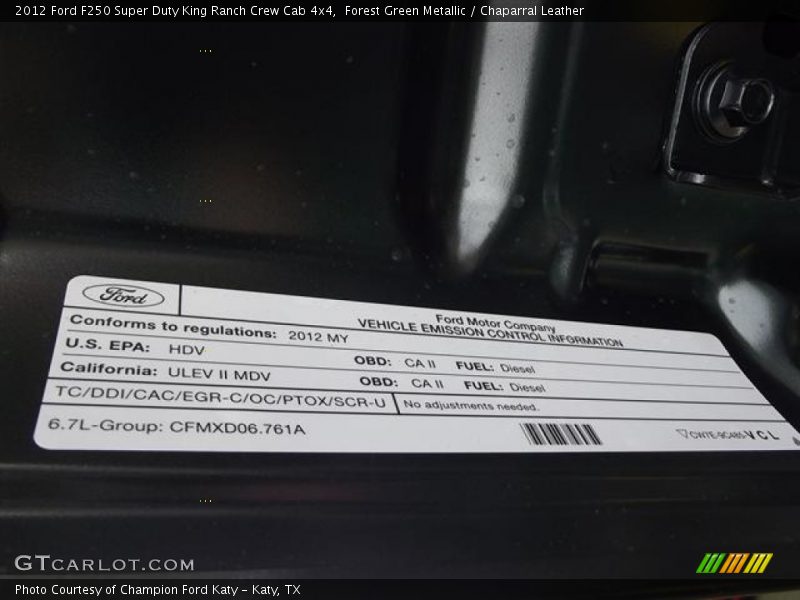 2012 Ford F250 Super Duty King Ranch Crew Cab 4x4, Forest Green Metallic / Chaparral Leather
Ford
Ford Motor Company
VEHICLE EMISSION CONTROL INFORMATION
Conforms to regulations: 2012 MY
U.S. EPA: HDV OBD: CA II FUEL: Diesel
California: ULEV II MDV OBD: CA II FUEL: Diesel
TC/DDI/CAC/EGR-C/OC/PTOX/SCR-U No adjustments needed.
6.7L-Group: CFMXD06.761A CWTE-9C485-VCL
GTCARLOT.COM
Photo Courtesy of Champion Ford Katy - Katy, TX